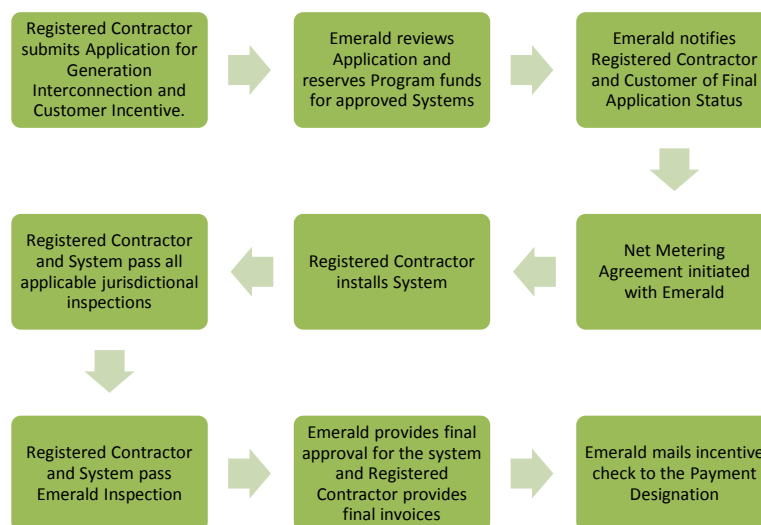 Registered Contractor
submits Application for
Generation
Interconnection and
Customer Incentive.
Emerald reviews
Application and
reserves Program funds
for approved Systems
Emerald notifies
Registered Contractor
and Customer of Final
Application Status
Net Metering
Agreement initiated
with Emerald
Registered Contractor
installs System
Registered Contractor
and System pass all
applicable jurisdictional
inspections
Registered Contractor
and System pass
Emerald Inspection
Emerald provides final
approval for the system
and Registered
Contractor provides
final invoices
Emerald mails incentive
check to the Payment
Designation